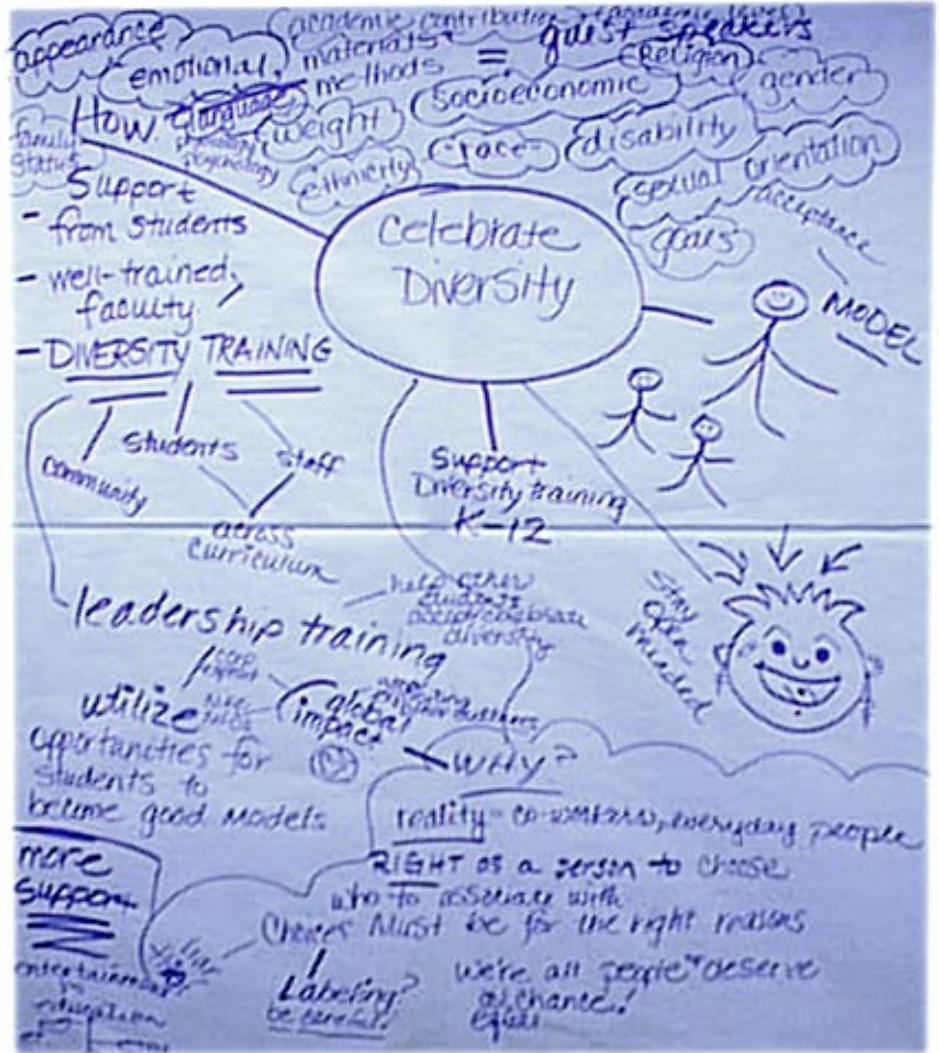 appearance
emotional
academic
materials
methods
= guest speakers
Religion
gender
socioeconomic
How
language
weight
disability
family
status
physiology
psychology
ethnicity
race
sexual orientation
goals
acceptance
Support
- from students
- well-trained
faculty
- DIVERSITY TRAINING
community
students
staff
across
curriculum
Celebrate
Diversity
MODEL
Support
Diversity training
K-12
Stay
Open
minded
leadership training
help other
students
accept/celebrate
diversity
utilize
opportunities for
students to
become good models
global
impact
WHY?
reality = co-workers, everyday people
RIGHT as a person to choose
who to associate with
Choices must be for the right reasons
Labeling?
be careful!
We're all people & deserve
a chance!
equal
more
support
entertainment
education